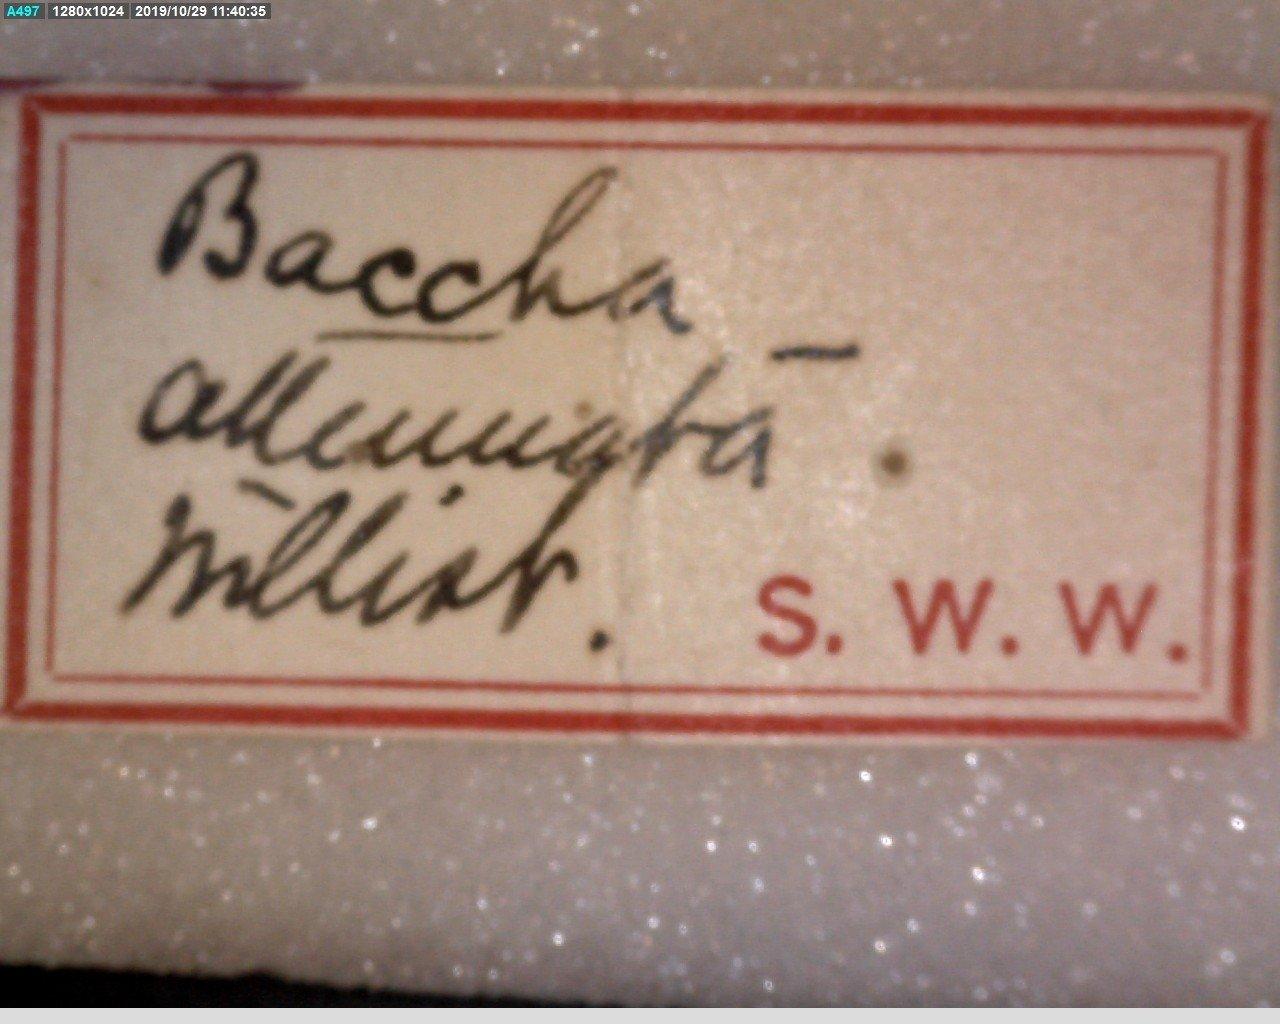 A497 1280x1024 2019/10/29 11:40:35
Baccha
attenuata
Willist.
S. W. W.